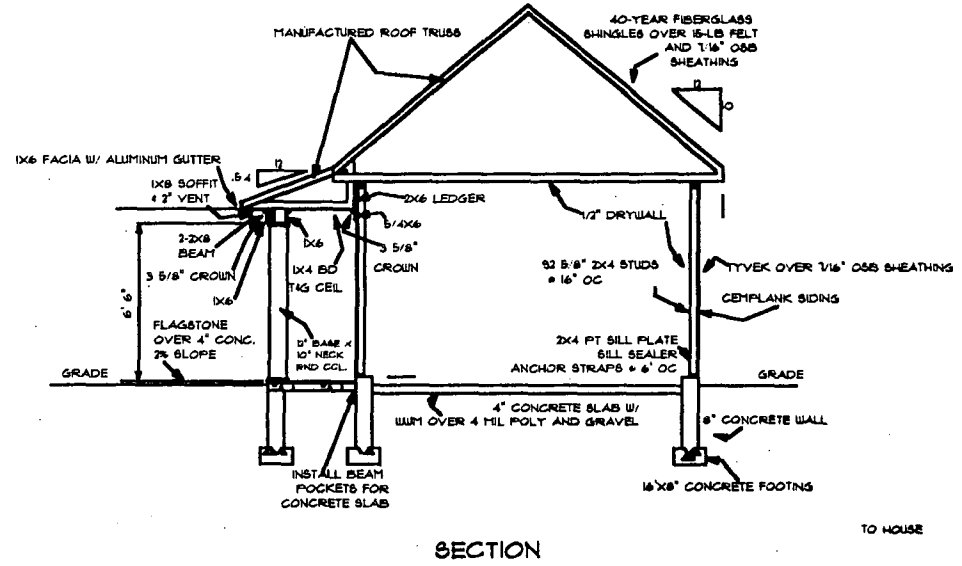 MANUFACTURED ROOF TRUSS
40-YEAR FIBERGLASS
SHINGLES OVER 15-LB FELT
AND 7/16" OSB
SHEATHING
12
10
1X6 FACIA W/ ALUMINUM GUTTER
12
1X8 SOFFIT
& 2" VENT
2X6 LEDGER
5/4X6
1/2" DRYWALL
2-2X8
BEAM
1X6
3 5/8"
CROWN
3 5/8" CROWN
1X4 BD
T&G CEIL
1X6
92 5/8" 2X4 STUDS
@ 16" OC
TYVEK OVER 7/16" OSB SHEATHING
CEMPLANK SIDING
6' 6"
FLAGSTONE
OVER 4" CONC.
2% SLOPE
12" BASE X
10" NECK
RND COL.
2X4 PT SILL PLATE
SILL SEALER
ANCHOR STRAPS @ 6' OC
GRADE
GRADE
4" CONCRETE SLAB W/
WWM OVER 4 MIL POLY AND GRAVEL
8" CONCRETE WALL
INSTALL BEAM
POCKETS FOR
CONCRETE SLAB
16"X8" CONCRETE FOOTING
TO HOUSE
SECTION